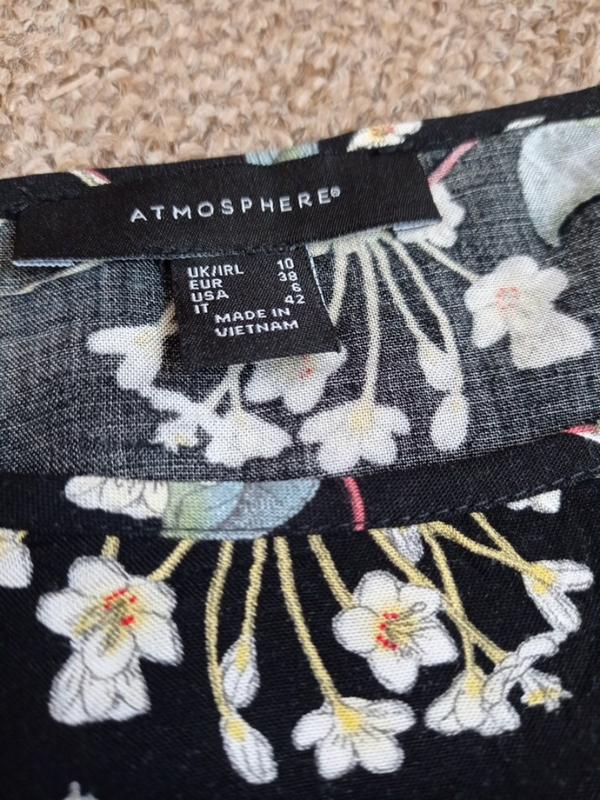 ATMOSPHERE®
UK/IRL 10
EUR 38
USA 6
IT 42
MADE IN
VIETNAM